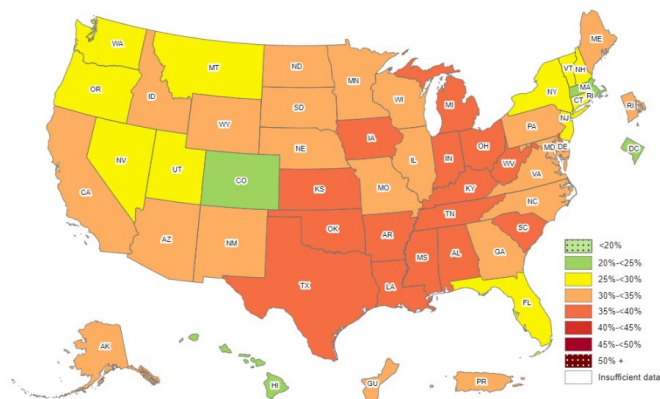 WA
MT
ND
MN
ME
OR
ID
SD
WI
MI
VT
NH
NY
MA
RI
CT
WY
NE
IA
PA
NJ
RI
NV
UT
CO
IL
IN
OH
MD
DE
DC
CA
KS
MO
KY
WV
VA
AZ
NM
OK
AR
TN
NC
TX
LA
MS
AL
GA
SC
FL
AK
HI
GU
PR
<20%
20%-<25%
25%-<30%
30%-<35%
35%-<40%
40%-<45%
45%-<50%
50% +
Insufficient data